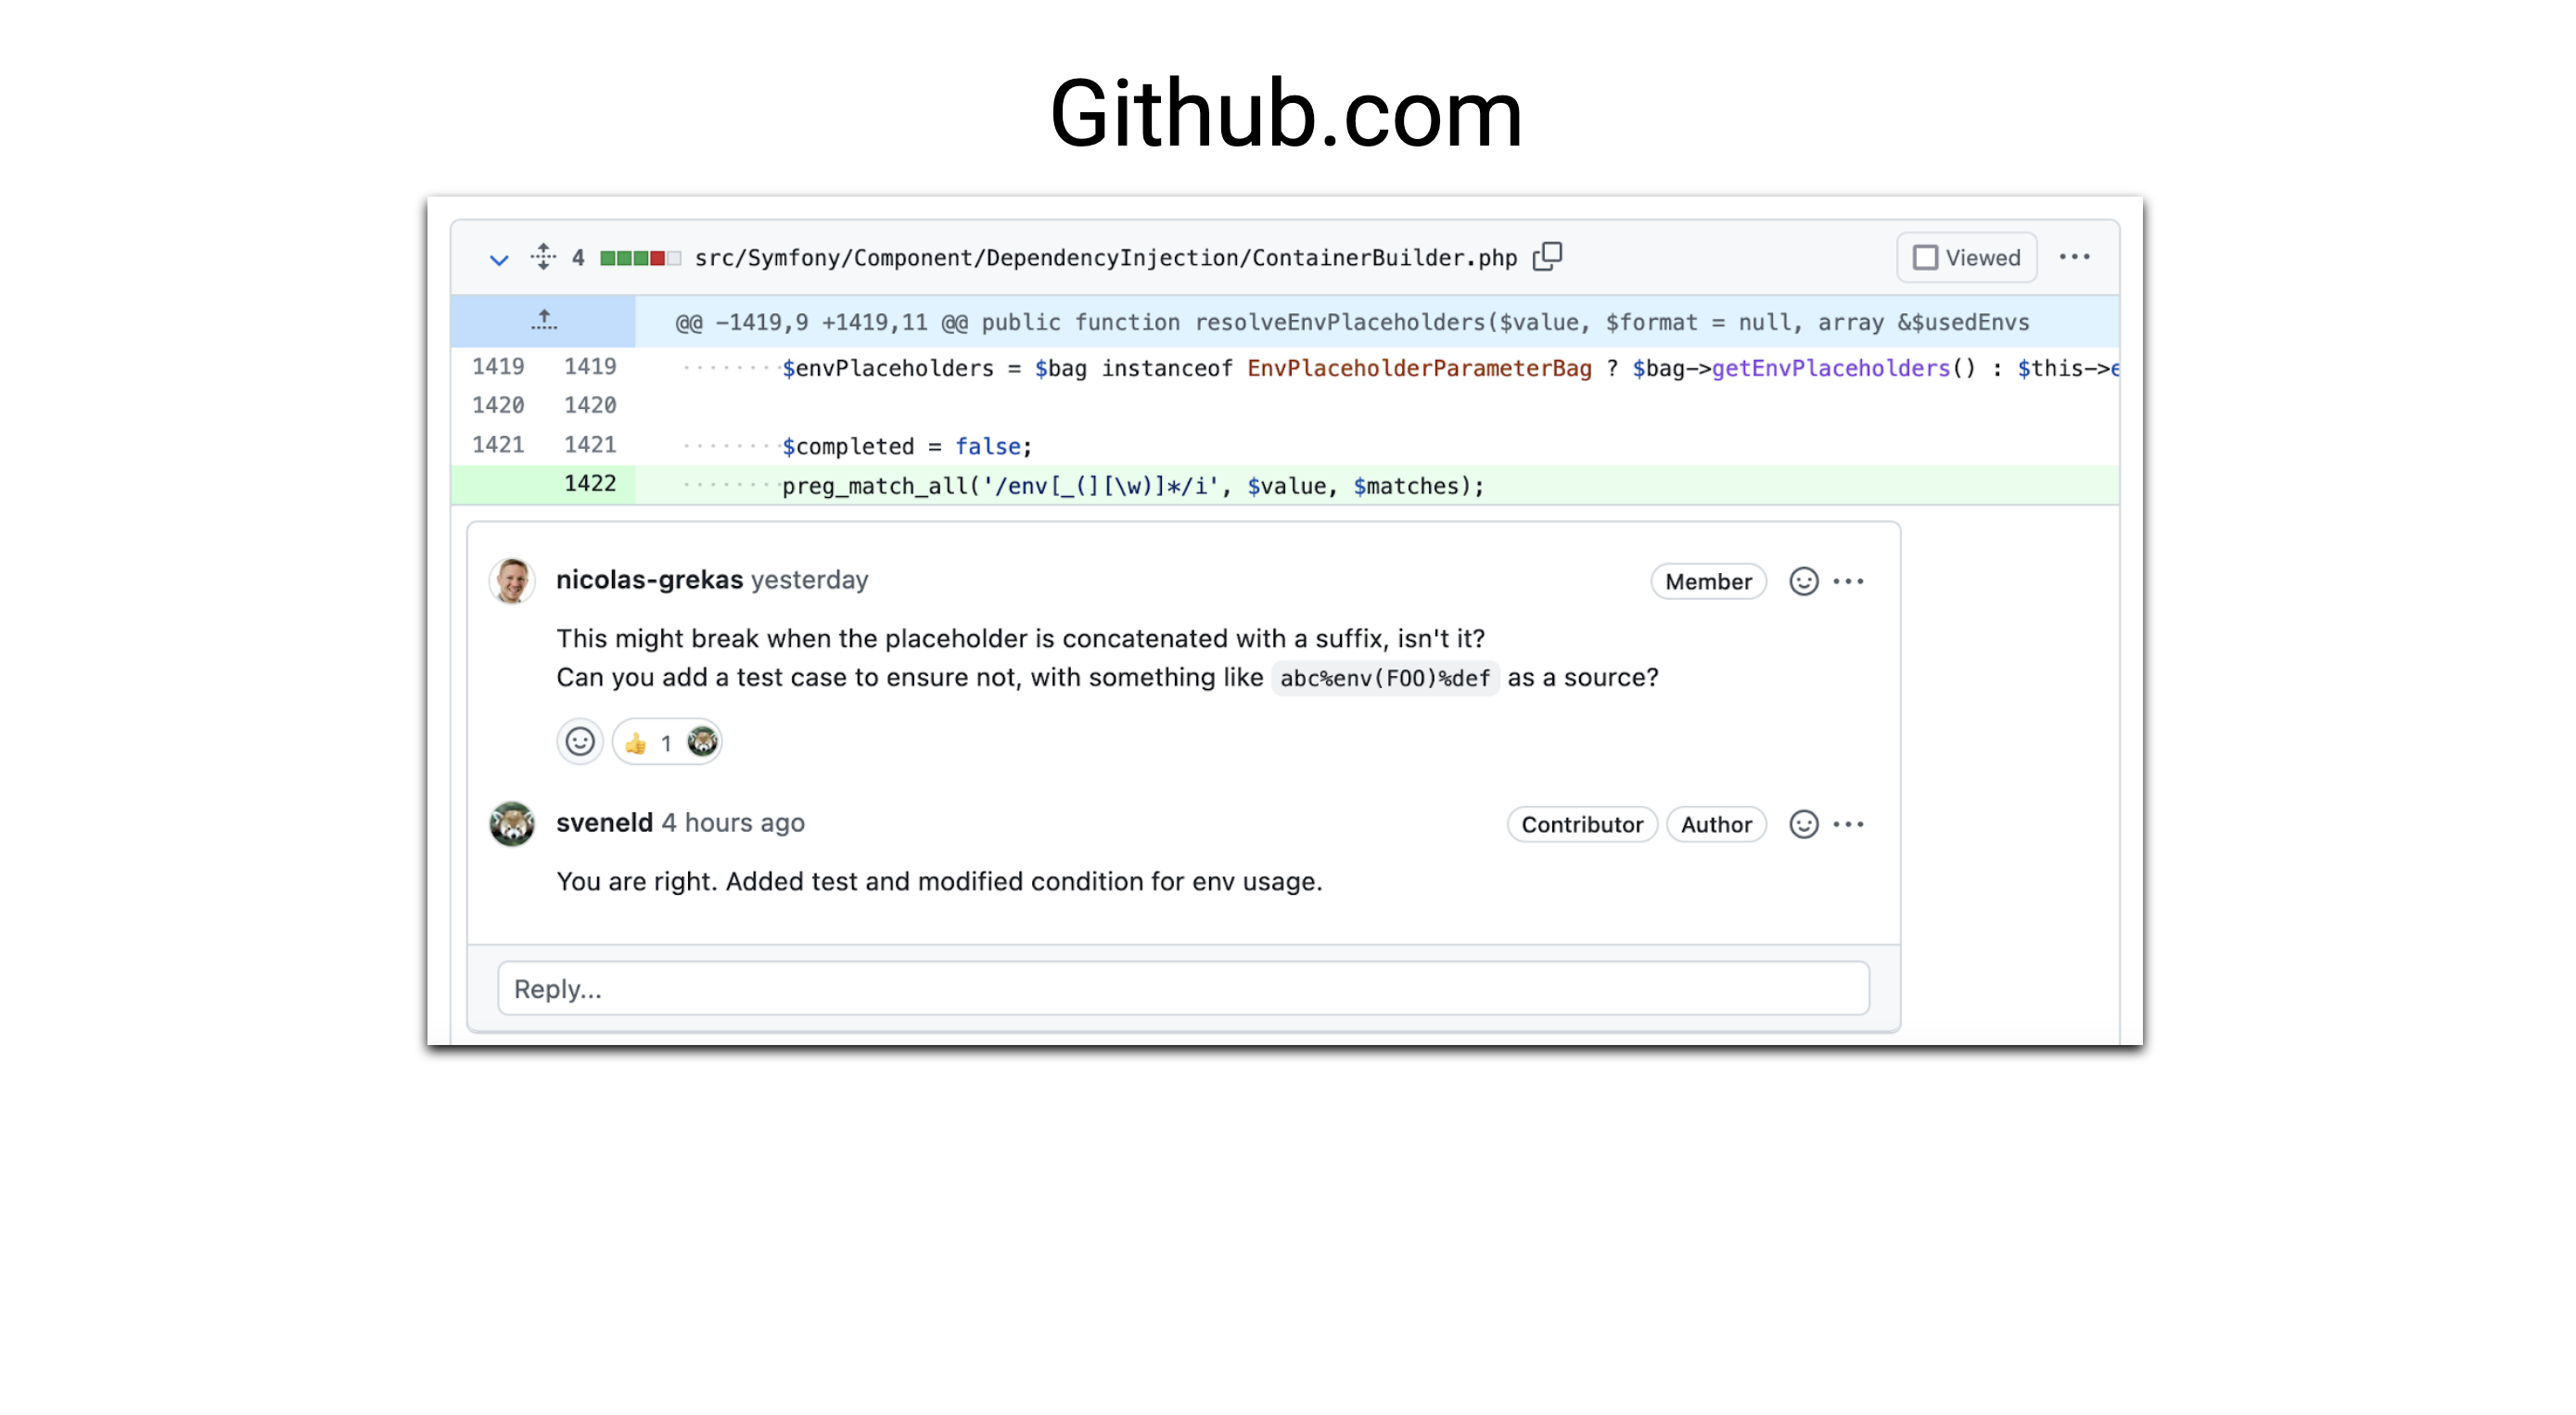 Github.com
4 src/Symfony/Component/DependencyInjection/ContainerBuilder.php Viewed
@@ -1419,9 +1419,11 @@ public function resolveEnvPlaceholders($value, $format = null, array &$usedEnvs
1419 1419 $envPlaceholders = $bag instanceof EnvPlaceholderParameterBag ? $bag->getEnvPlaceholders() : $this->e
1420 1420
1421 1421 $completed = false;
1422 preg_match_all('/env[_(][\w)]*/i', $value, $matches);
nicolas-grekas yesterday Member
This might break when the placeholder is concatenated with a suffix, isn't it?
Can you add a test case to ensure not, with something like abc%env(FOO)%def as a source?
👍 1
sveneld 4 hours ago Contributor Author
You are right. Added test and modified condition for env usage.
Reply...